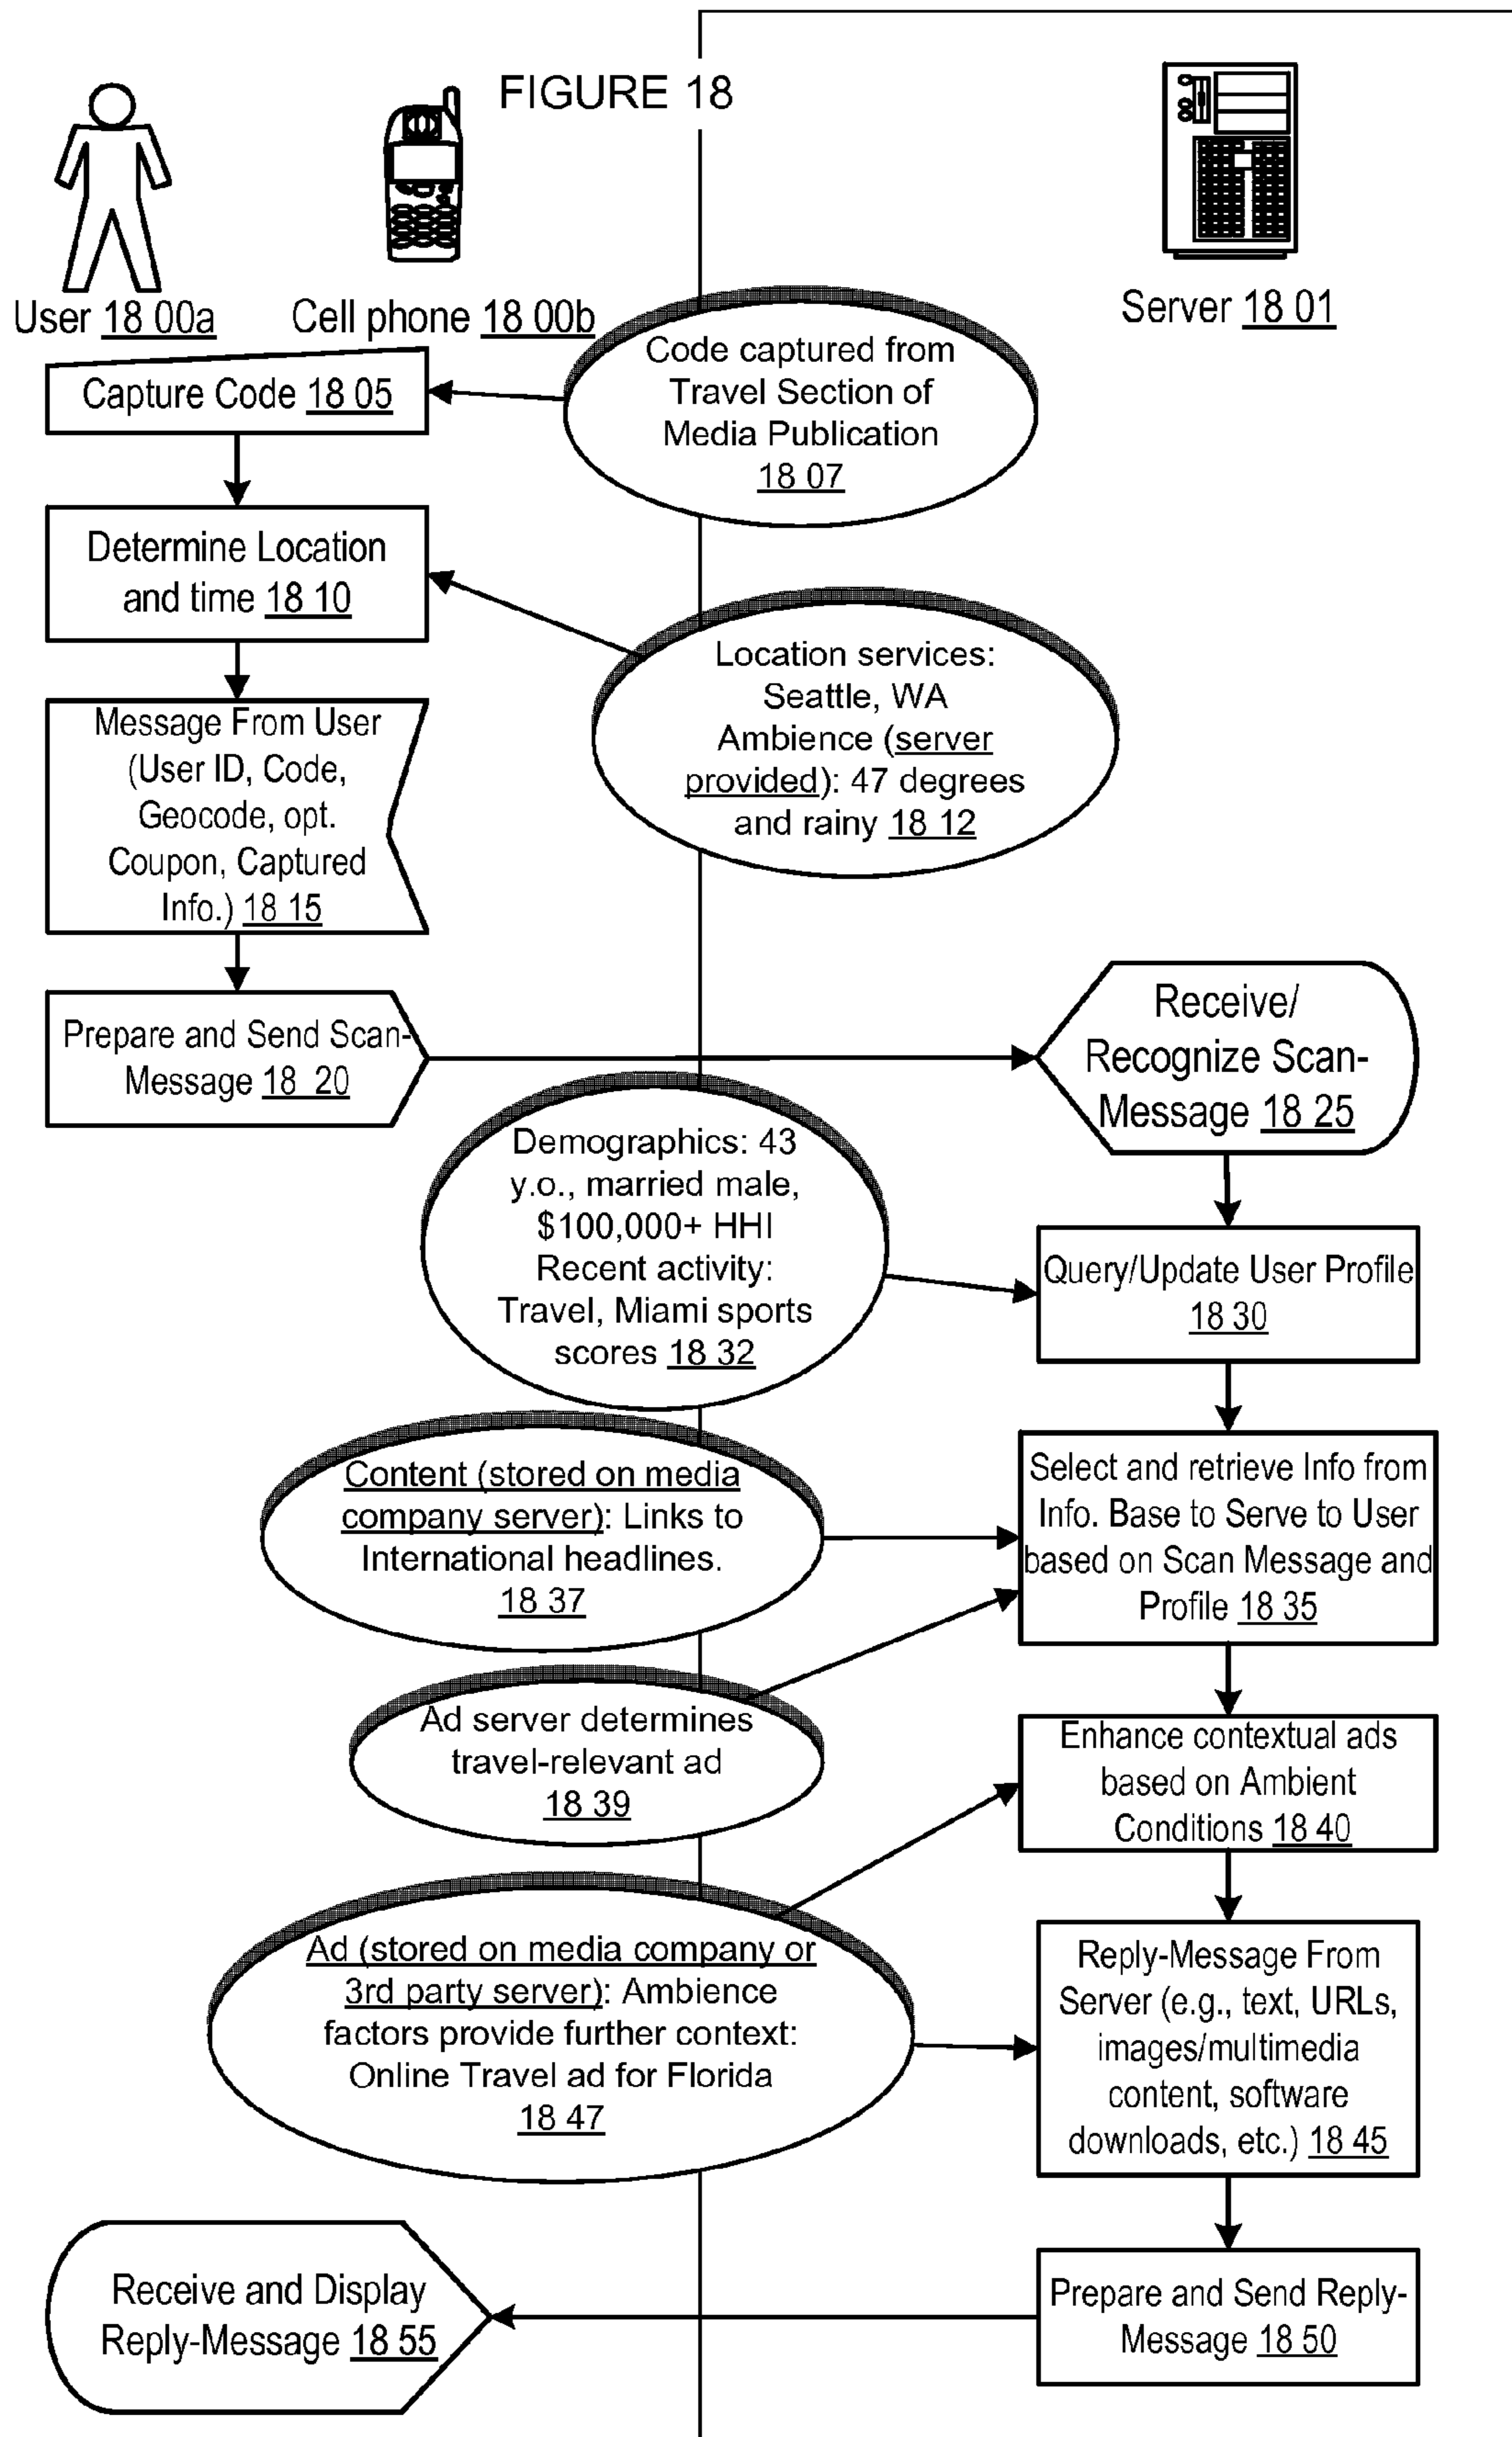 FIGURE 18
User 18 00a
Cell phone 18 00b
Server 18 01
Capture Code 18 05
Code captured from
Travel Section of
Media Publication
18 07
Determine Location
and time 18 10
Location services:
Seattle, WA
Ambience (server
provided): 47 degrees
and rainy 18 12
Message From User
(User ID, Code,
Geocode, opt.
Coupon, Captured
Info.) 18 15
Prepare and Send Scan-
Message 18 20
Receive/
Recognize Scan-
Message 18 25
Demographics: 43
y.o., married male,
$100,000+ HHI
Recent activity:
Travel, Miami sports
scores 18 32
Query/Update User Profile
18 30
Content (stored on media
company server): Links to
International headlines.
18 37
Select and retrieve Info from
Info. Base to Serve to User
based on Scan Message and
Profile 18 35
Ad server determines
travel-relevant ad
18 39
Enhance contextual ads
based on Ambient
Conditions 18 40
Ad (stored on media company or
3rd party server): Ambience
factors provide further context:
Online Travel ad for Florida
18 47
Reply-Message From
Server (e.g., text, URLs,
images/multimedia
content, software
downloads, etc.) 18 45
Prepare and Send Reply-
Message 18 50
Receive and Display
Reply-Message 18 55